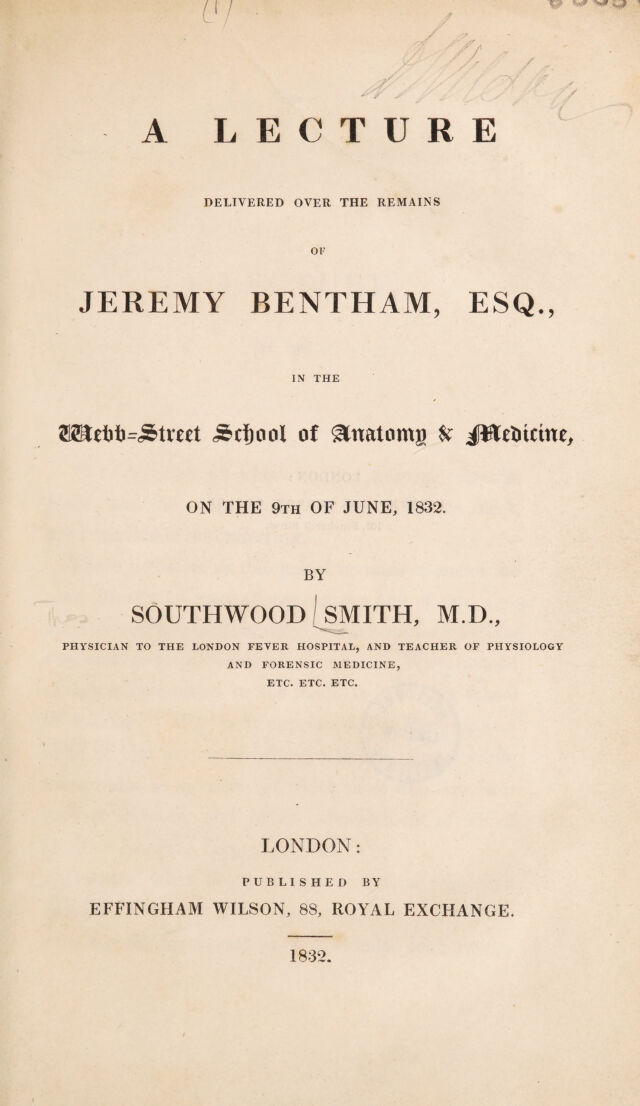 (1)
A LECTURE
DELIVERED OVER THE REMAINS
OF
JEREMY BENTHAM, ESQ.,
IN THE
Webb-Street School of Anatomy & Medicine,
ON THE 9TH OF JUNE, 1832.
BY
Thos
SOUTHWOOD SMITH, M.D.,
PHYSICIAN TO THE LONDON FEVER HOSPITAL, AND TEACHER OF PHYSIOLOGY
AND FORENSIC MEDICINE,
ETC. ETC. ETC.
LONDON:
PUBLISHED BY
EFFINGHAM WILSON, 88, ROYAL EXCHANGE.
1832.